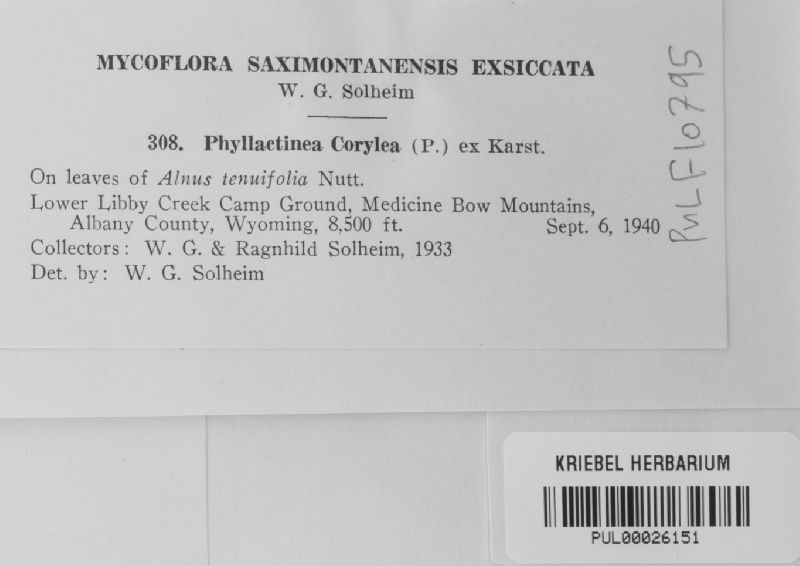 MYCOFLORA SAXIMONTANENSIS EXSICCATA
W. G. Solheim
308. Phyllactinea Corylea (P.) ex Karst.
On leaves of Alnus tenuifolia Nutt.
Lower Libby Creek Camp Ground, Medicine Bow Mountains,
Albany County, Wyoming, 8,500 ft. Sept. 6, 1940
Collectors: W. G. & Ragnhild Solheim, 1933
Det. by: W. G. Solheim
PULF10795
KRIEBEL HERBARIUM
PUL00026151